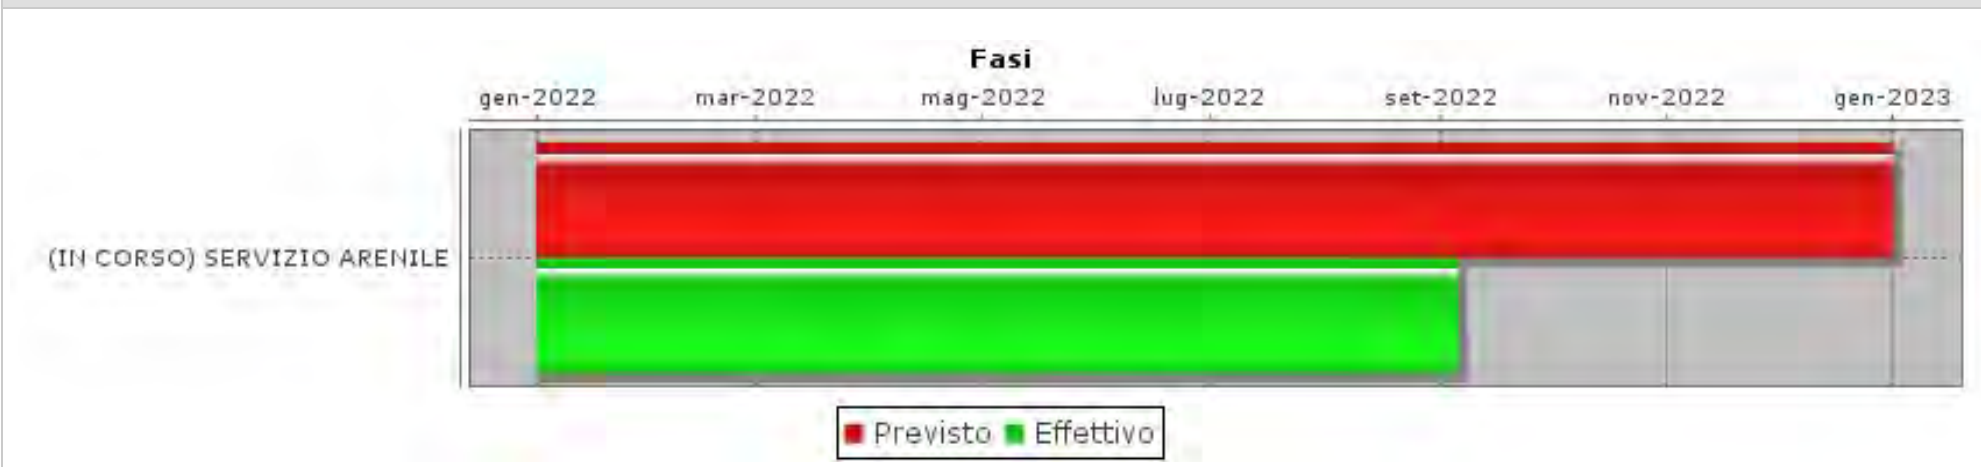 Fasi
gen-2022 mar-2022 mag-2022 lug-2022 set-2022 nov-2022 gen-2023
(IN CORSO) SERVIZIO ARENILE
Previsto Effettivo